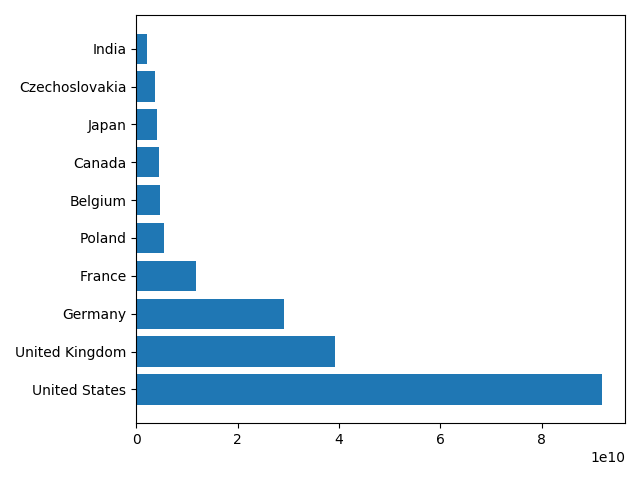 India
Czechoslovakia
Japan
Canada
Belgium
Poland
France
Germany
United Kingdom
United States
0 2 4 6 8
1e10